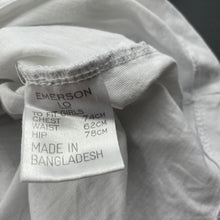 EMERSON
10
TO FIT GIRLS
CHEST 74CM
WAIST 62CM
HIP 78CM
MADE IN
BANGLADESH